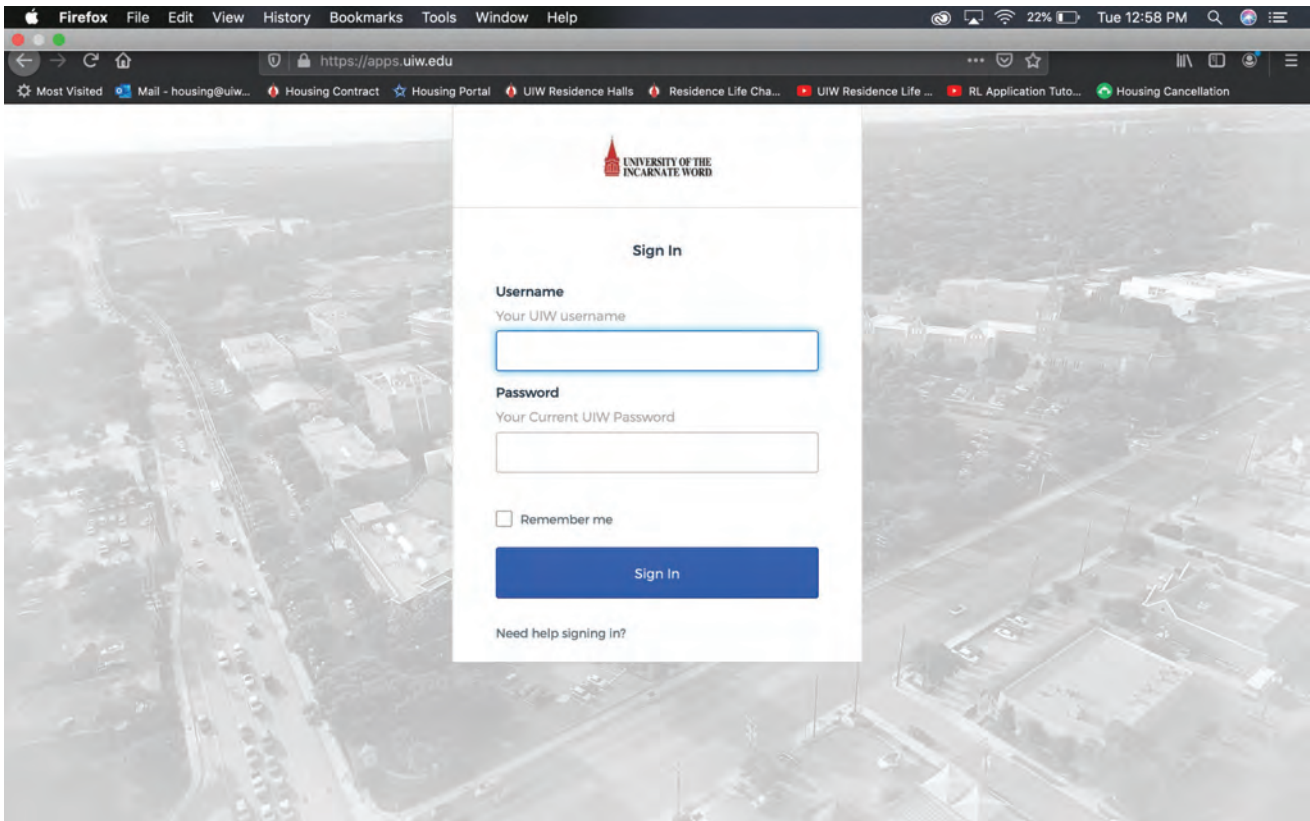 Firefox File Edit View History Bookmarks Tools Window Help 22% Tue 12:58 PM
https://apps.uiw.edu
Most Visited Mail - housing@uiw... Housing Contract Housing Portal UIW Residence Halls Residence Life Cha... UIW Residence Life ... RL Application Tuto... Housing Cancellation
UNIVERSITY OF THE
INCARNATE WORD
Sign In
Username
Your UIW username
Password
Your Current UIW Password
Remember me
Sign In
Need help signing in?